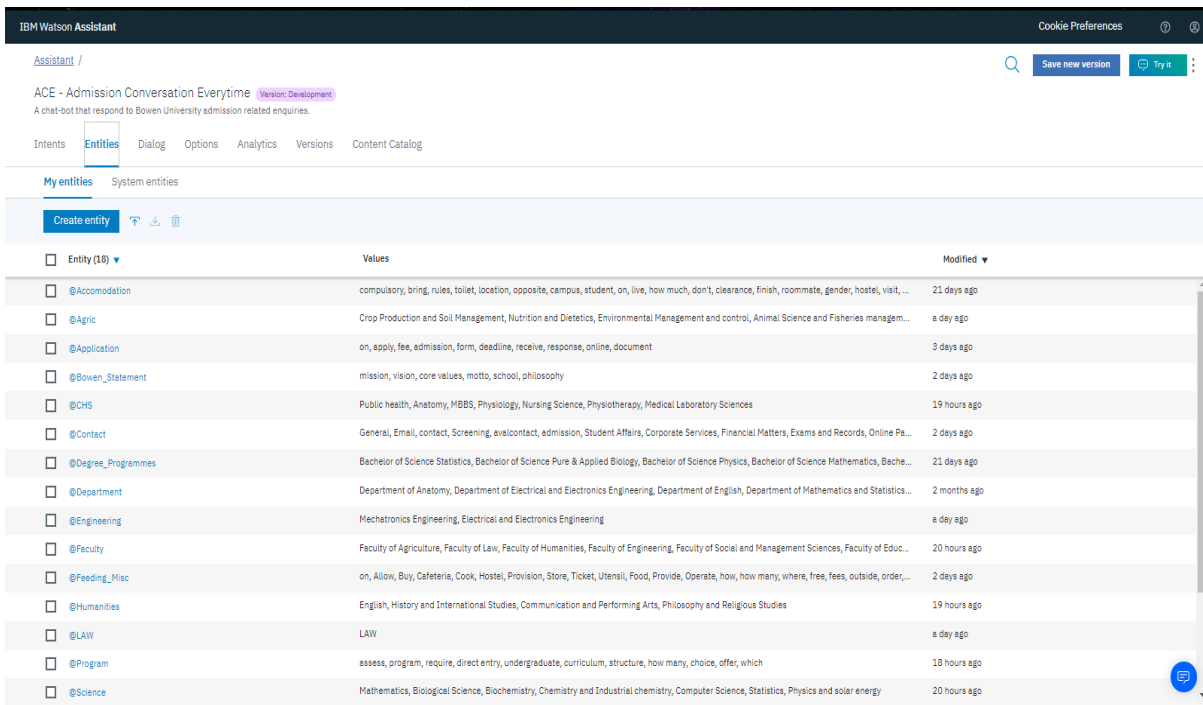 IBM Watson Assistant Cookie Preferences
Assistant / Save new version Try it
ACE - Admission Conversation Everytime Version: Development
A chat-bot that respond to Bowen University admission related enquiries.
Intents Entities Dialog Options Analytics Versions Content Catalog
My entities System entities
Create entity
Entity (18) ▼ Values Modified ▼
@Accomodation compulsory, bring, rules, toilet, location, opposite, campus, student, on, live, how much, don't, clearance, finish, roommate, gender, hostel, visit, ... 21 days ago
@Agric Crop Production and Soil Management, Nutrition and Dietetics, Environmental Management and control, Animal Science and Fisheries managem... a day ago
@Application on, apply, fee, admission, form, deadline, receive, response, online, document 3 days ago
@Bowen_Statement mission, vision, core values, motto, school, philosophy 2 days ago
@CHS Public health, Anatomy, MBBS, Physiology, Nursing Science, Physiotherapy, Medical Laboratory Sciences 19 hours ago
@Contact General, Email, contact, Screening, avalcontact, admission, Student Affairs, Corporate Services, Financial Matters, Exams and Records, Online Pa... 2 days ago
@Degree_Programmes Bachelor of Science Statistics, Bachelor of Science Pure & Applied Biology, Bachelor of Science Physics, Bachelor of Science Mathematics, Bache... 21 days ago
@Department Department of Anatomy, Department of Electrical and Electronics Engineering, Department of English, Department of Mathematics and Statistics... 2 months ago
@Engineering Mechatronics Engineering, Electrical and Electronics Engineering a day ago
@Faculty Faculty of Agriculture, Faculty of Law, Faculty of Humanities, Faculty of Engineering, Faculty of Social and Management Sciences, Faculty of Educ... 20 hours ago
@Feeding_Misc on, Allow, Buy, Cafeteria, Cook, Hostel, Provision, Store, Ticket, Utensil, Food, Provide, Operate, how, how many, where, free, fees, outside, order,... 2 days ago
@Humanities English, History and International Studies, Communication and Performing Arts, Philosophy and Religious Studies 19 hours ago
@LAW LAW a day ago
@Program assess, program, require, direct entry, undergraduate, curriculum, structure, how many, choice, offer, which 18 hours ago
@Science Mathematics, Biological Science, Biochemistry, Chemistry and Industrial chemistry, Computer Science, Statistics, Physics and solar energy 20 hours ago